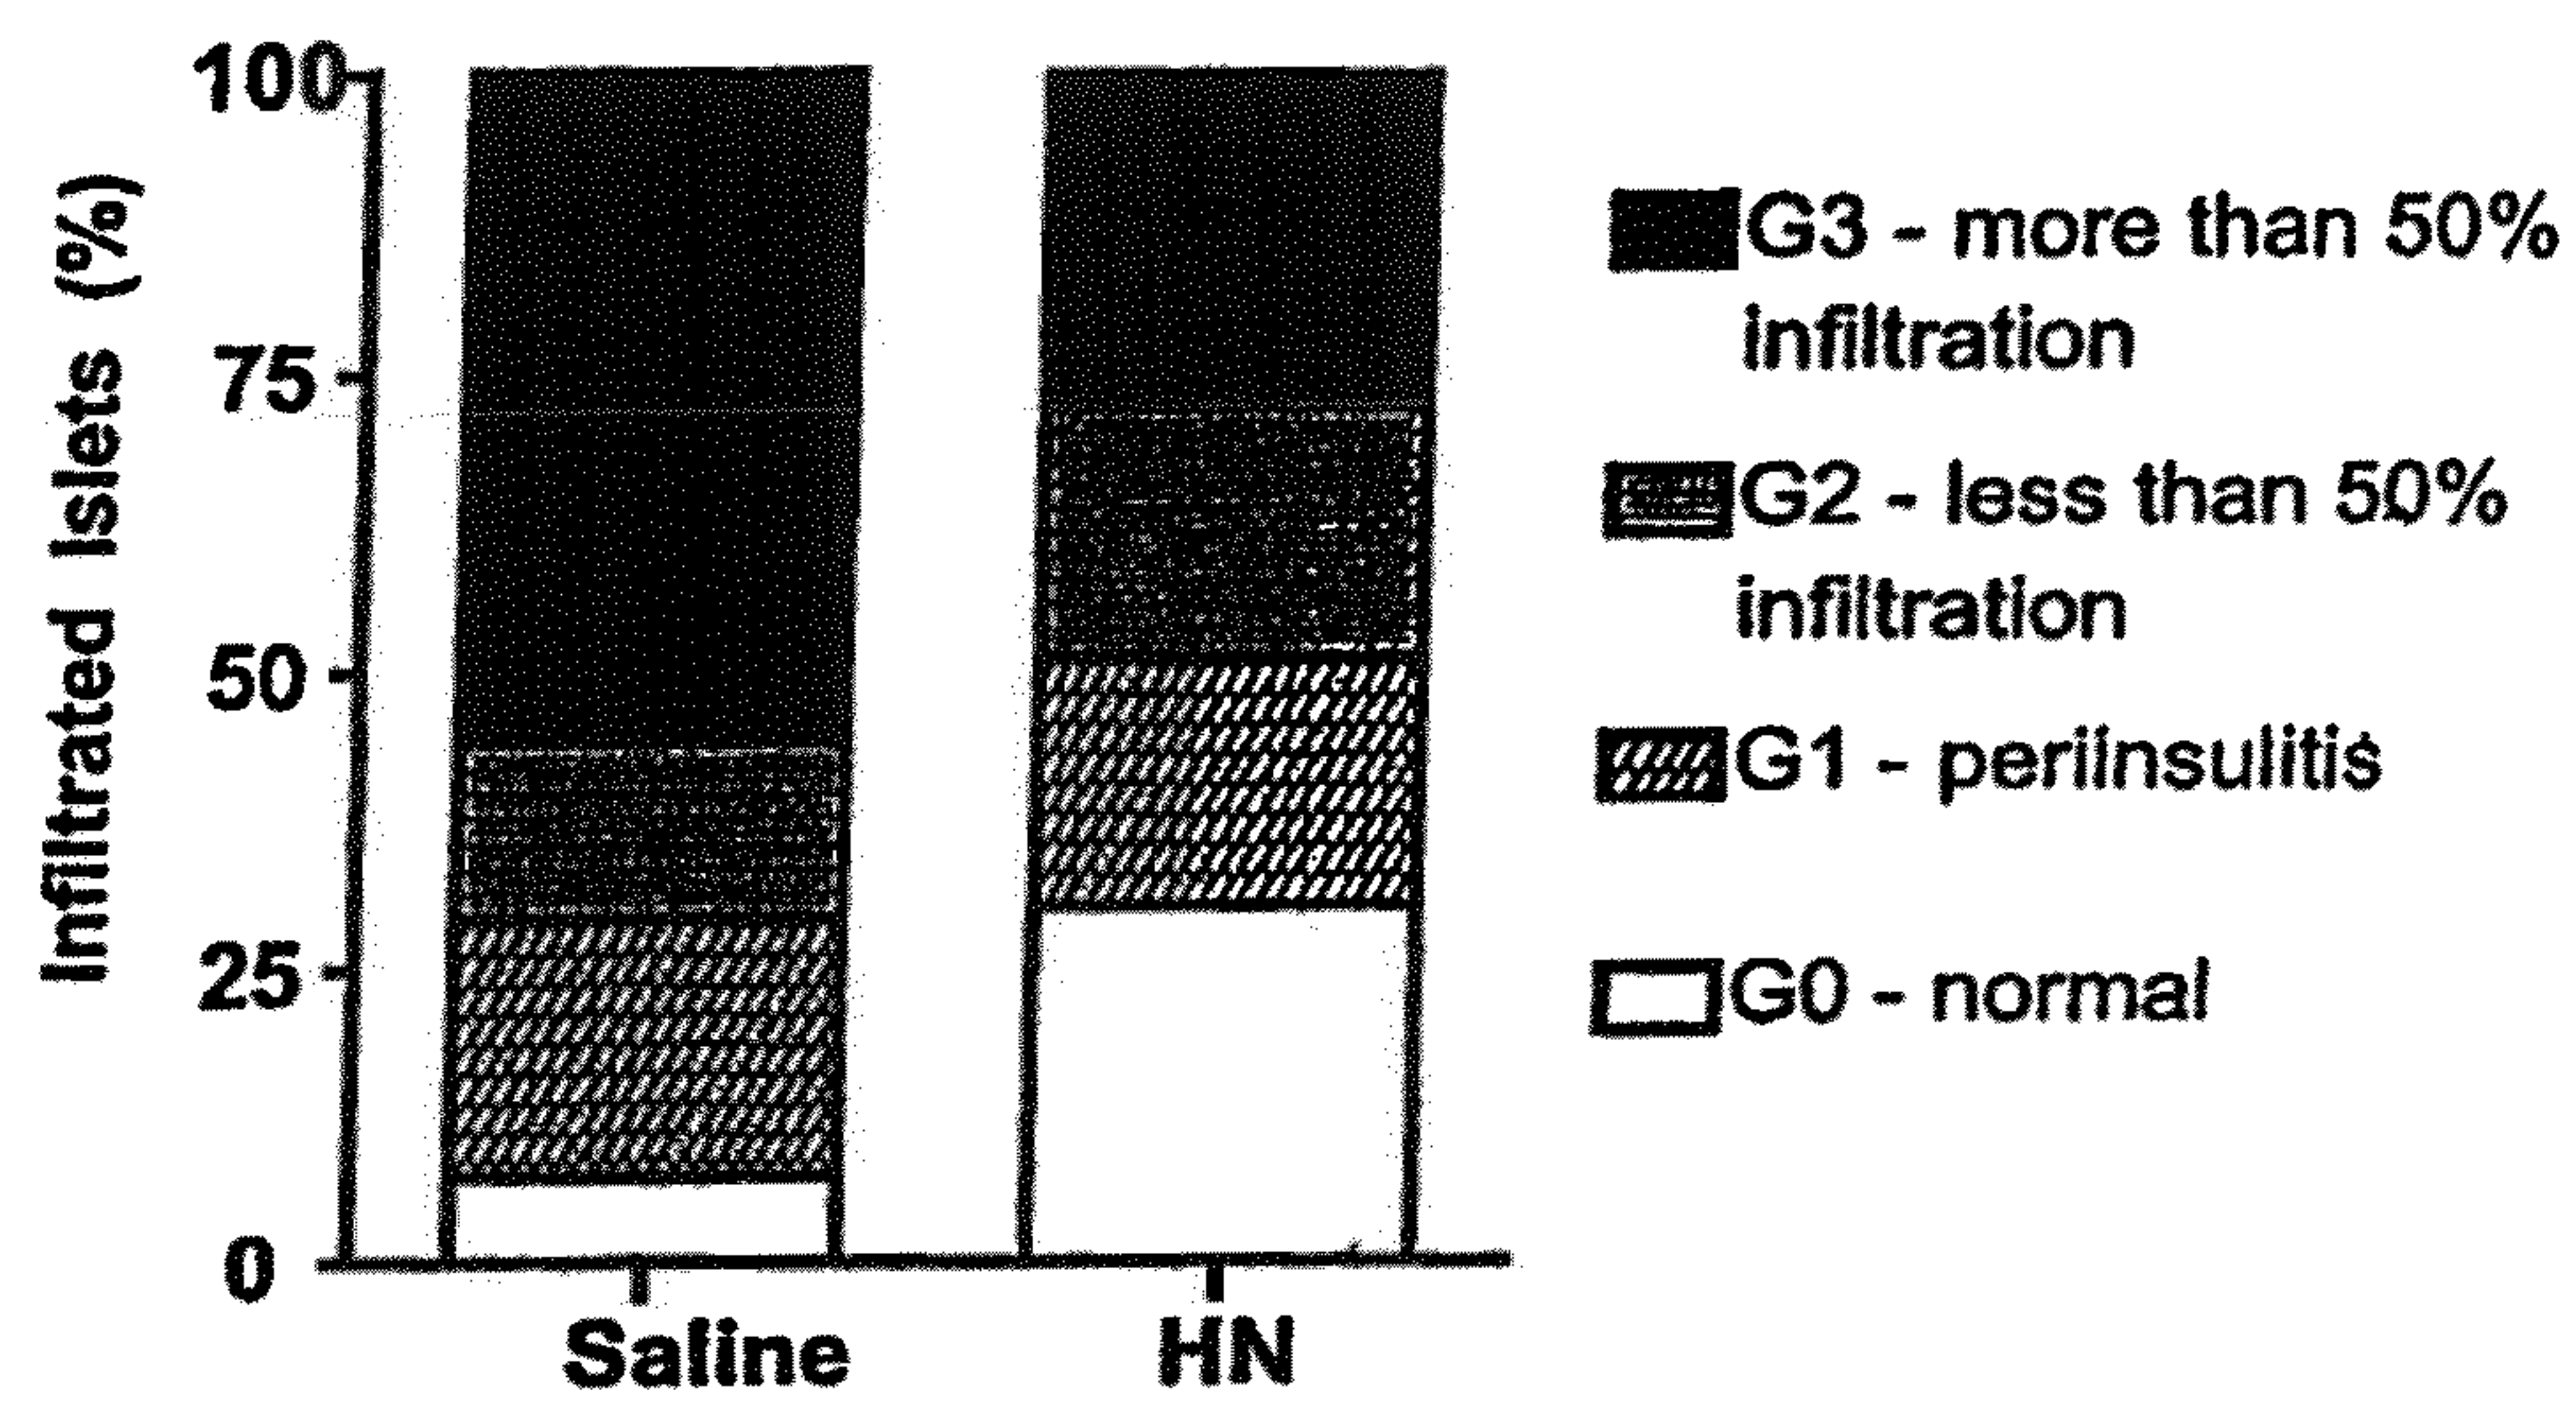 Infiltrated Islets (%)
100
75
50
25
0
Saline
HN
G3 - more than 50%
infiltration
G2 - less than 50%
infiltration
G1 - periinsulitis
G0 - normal